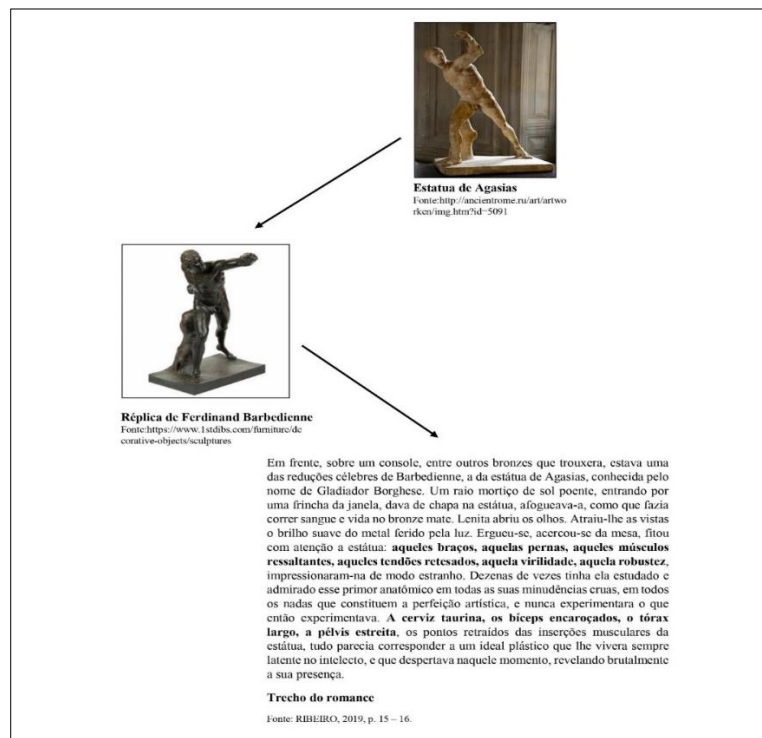 Estatua de Agasias
Fonte:http://ancientrome.ru/art/artwo
rken/img.htm?id=5091
Réplica de Ferdinand Barbedienne
Fonte:https://www.1stdibs.com/furniture/de
corative-objects/sculptures
Em frente, sobre um console, entre outros bronzes que trouxera, estava uma
das reduções célebres de Barbedienne, a da estátua de Agasias, conhecida pelo
nome de Gladiador Borghese. Um raio mortiço de sol poente, entrando por
uma frincha da janela, dava de chapa na estátua, afogueava-a, como que fazia
correr sangue e vida no bronze mate. Lenita abriu os olhos. Atraiu-lhe as vistas
o brilho suave do metal ferido pela luz. Ergueu-se, acercou-se da mesa, fitou
com atenção a estátua: aqueles braços, aquelas pernas, aqueles músculos
ressaltantes, aqueles tendões retesados, aquela virilidade, aquela robustez,
impressionaram-na de modo estranho. Dezenas de vezes tinha ela estudado e
admirado esse primor anatômico em todas as suas minudências cruas, em todos
os nadas que constituem a perfeição artística, e nunca experimentara o que
então experimentava. A cerviz taurina, os bíceps encaroçados, o tórax
largo, a pélvis estreita, os pontos retraídos das inserções musculares da
estátua, tudo parecia corresponder a um ideal plástico que lhe vivera sempre
latente no intelecto, e que despertava naquele momento, revelando brutalmente
a sua presença.
Trecho do romance
Fonte: RIBEIRO, 2019, p. 15 – 16.